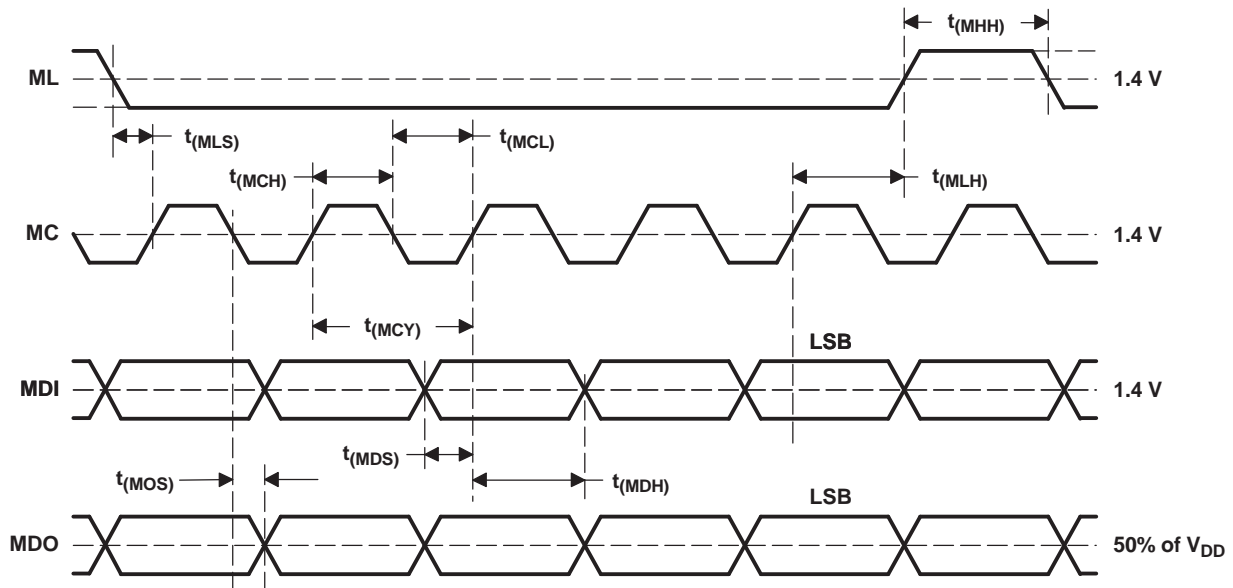 t(MHH)
ML
1.4 V
t(MLS)
t(MCL)
t(MCH)
t(MLH)
MC
1.4 V
t(MCY)
LSB
MDI
1.4 V
t(MDS)
t(MOS)
t(MDH)
LSB
MDO
50% of VDD